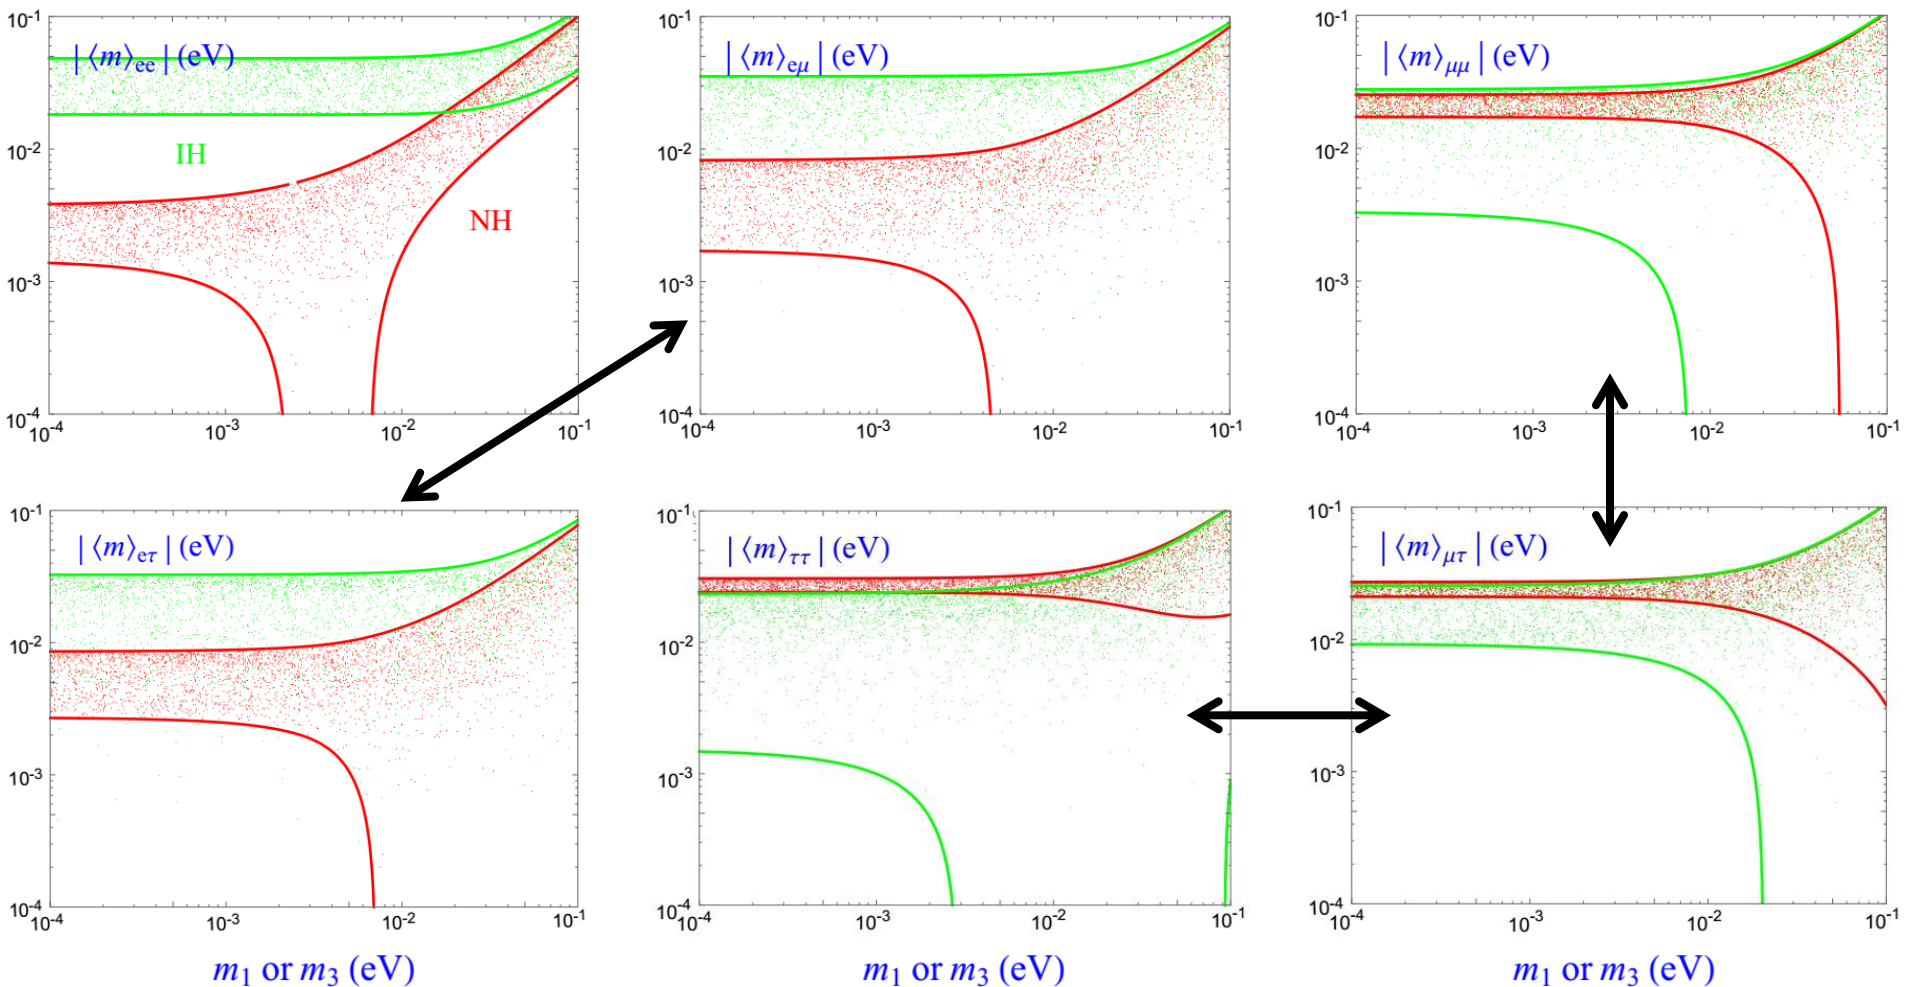 10⁻¹
|⟨m⟩ee| (eV)
10⁻²
IH
NH
10⁻³
10⁻⁴
10⁻⁴ 10⁻³ 10⁻² 10⁻¹
10⁻¹
|⟨m⟩eμ| (eV)
10⁻²
10⁻³
10⁻⁴
10⁻⁴ 10⁻³ 10⁻² 10⁻¹
10⁻¹
|⟨m⟩μμ| (eV)
10⁻²
10⁻³
10⁻⁴
10⁻⁴ 10⁻³ 10⁻² 10⁻¹
10⁻¹
|⟨m⟩eτ| (eV)
10⁻²
10⁻³
10⁻⁴
10⁻⁴ 10⁻³ 10⁻² 10⁻¹
m₁ or m₃ (eV)
10⁻¹
|⟨m⟩ττ| (eV)
10⁻²
10⁻³
10⁻⁴
10⁻⁴ 10⁻³ 10⁻² 10⁻¹
m₁ or m₃ (eV)
10⁻¹
|⟨m⟩μτ| (eV)
10⁻²
10⁻³
10⁻⁴
10⁻⁴ 10⁻³ 10⁻² 10⁻¹
m₁ or m₃ (eV)